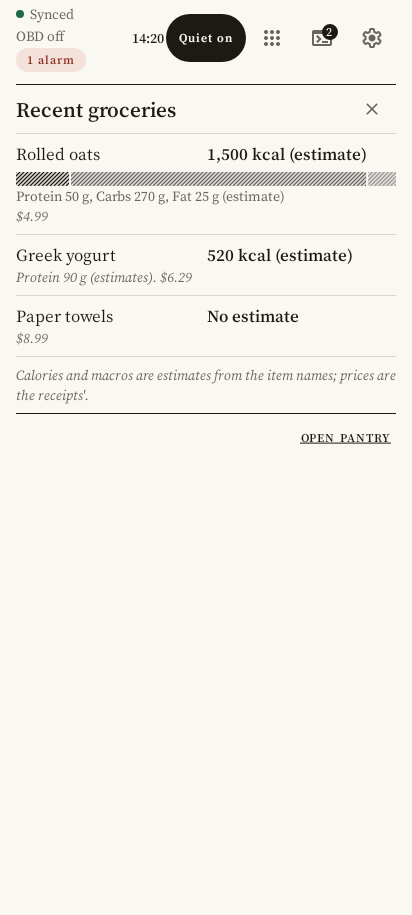 Synced
OBD off
1 alarm
14:20
Quiet on
2
Recent groceries
Rolled oats
1,500 kcal (estimate)
Protein 50 g, Carbs 270 g, Fat 25 g (estimate)
$4.99
Greek yogurt
520 kcal (estimate)
Protein 90 g (estimates). $6.29
Paper towels
No estimate
$8.99
Calories and macros are estimates from the item names; prices are
the receipts'.
OPEN PANTRY